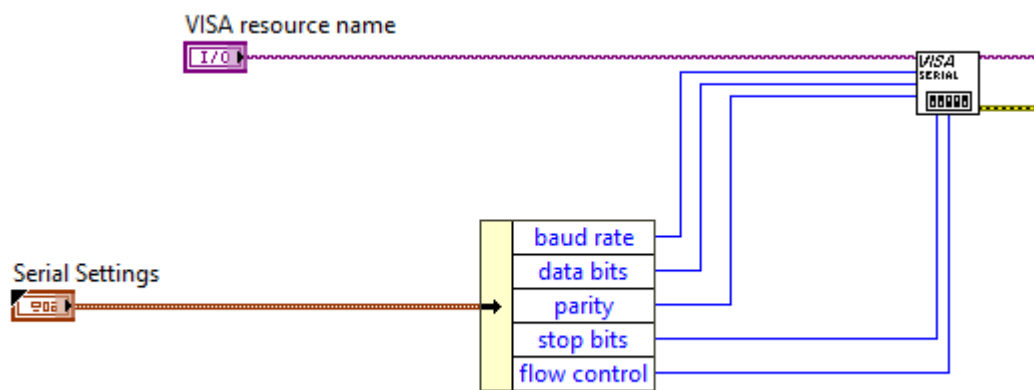 VISA resource name
I/O
VISA
SERIAL
baud rate
data bits
Serial Settings
parity
stop bits
flow control